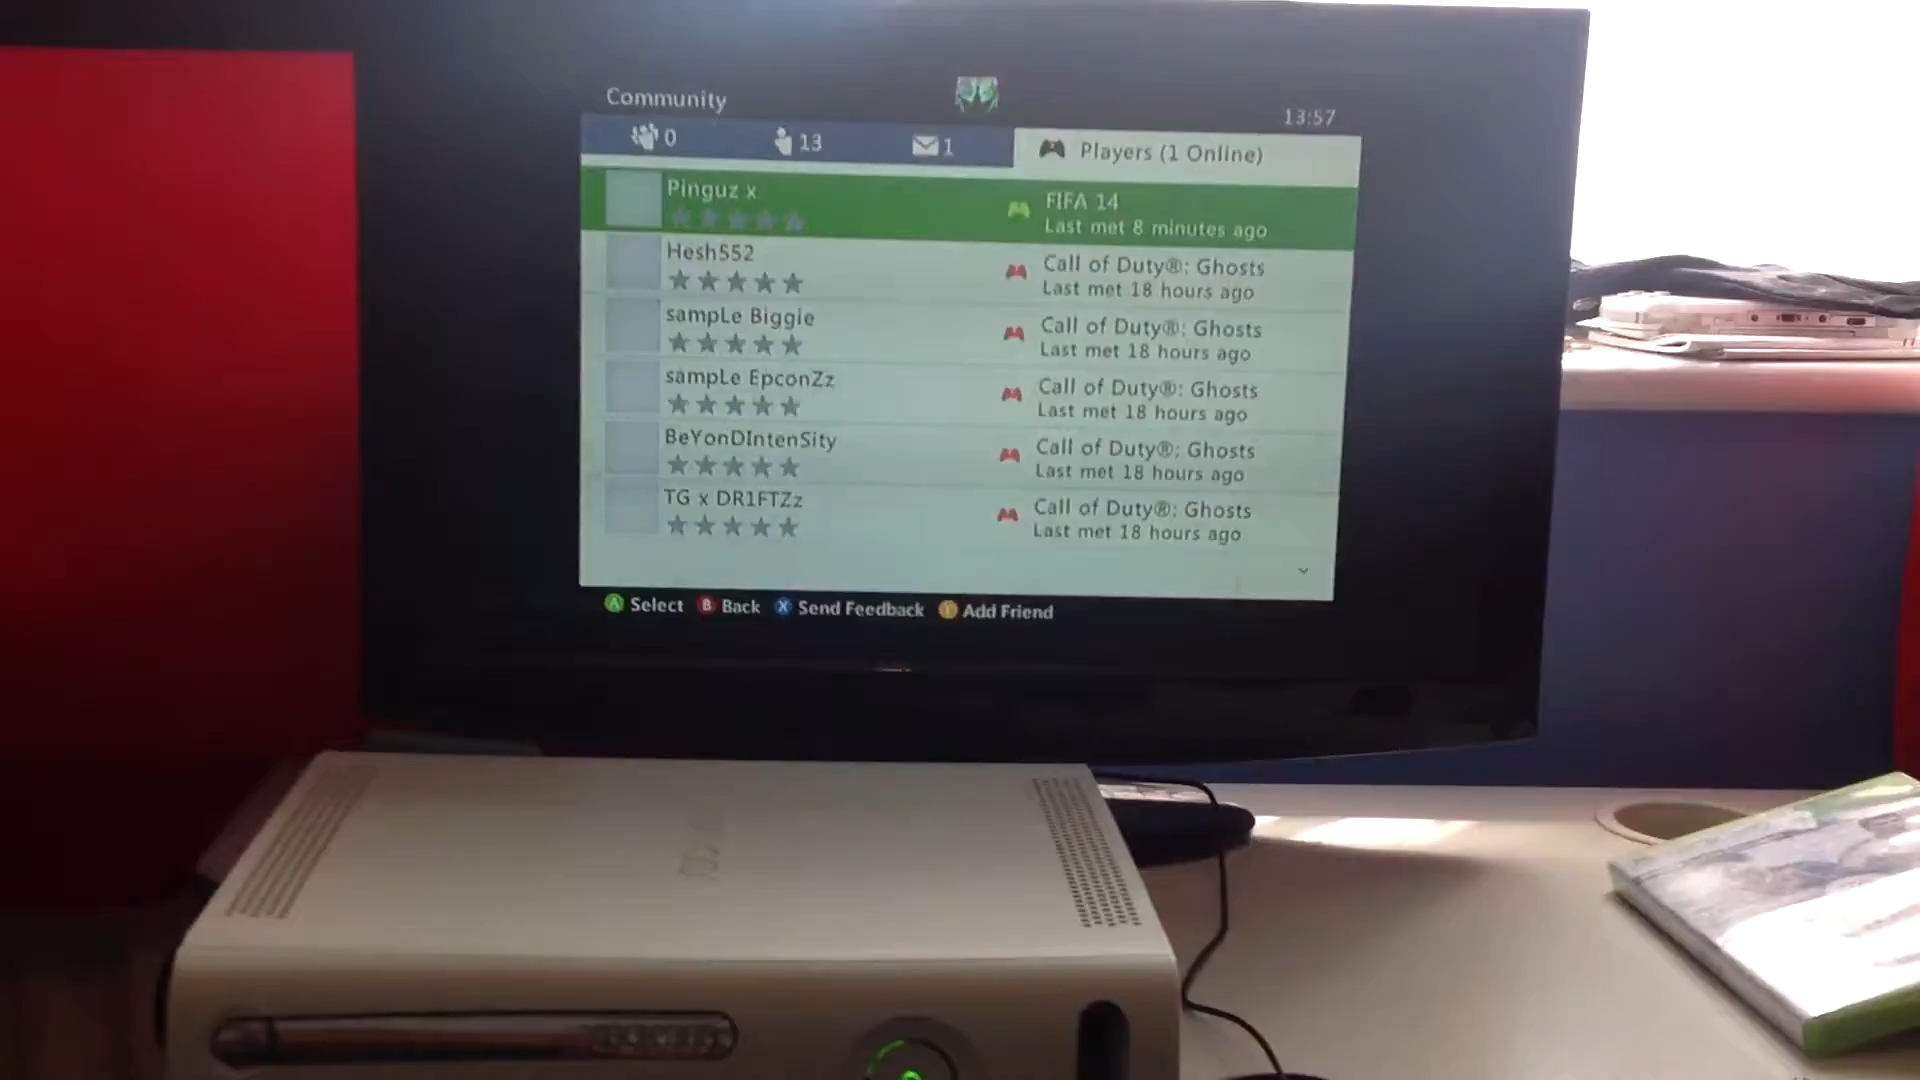 Community
13:57
0
13
1
Players (1 Online)
Pinguz x
FIFA 14
Last met 8 minutes ago
Hesh552
Call of Duty®: Ghosts
Last met 18 hours ago
sampLe Biggie
Call of Duty®: Ghosts
Last met 18 hours ago
sampLe EpconZz
Call of Duty®: Ghosts
Last met 18 hours ago
BeYonDIntenSity
Call of Duty®: Ghosts
Last met 18 hours ago
TG x DR1FTZz
Call of Duty®: Ghosts
Last met 18 hours ago
A Select B Back X Send Feedback Y Add Friend